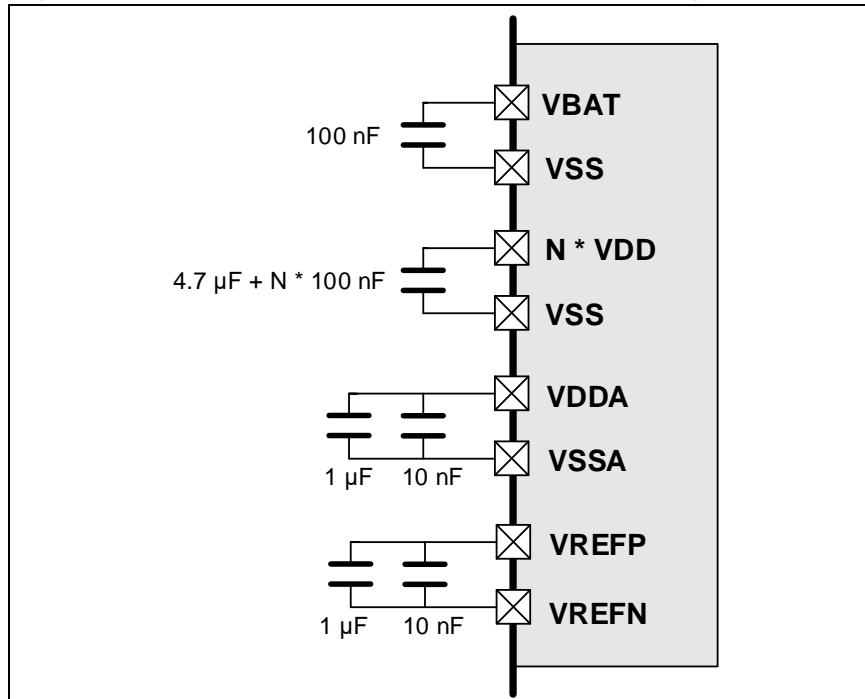 VBAT
100 nF
VSS
N * VDD
4.7 µF + N * 100 nF
VSS
VDDA
VSSA
1 µF 10 nF
VREFP
VREFN
1 µF 10 nF